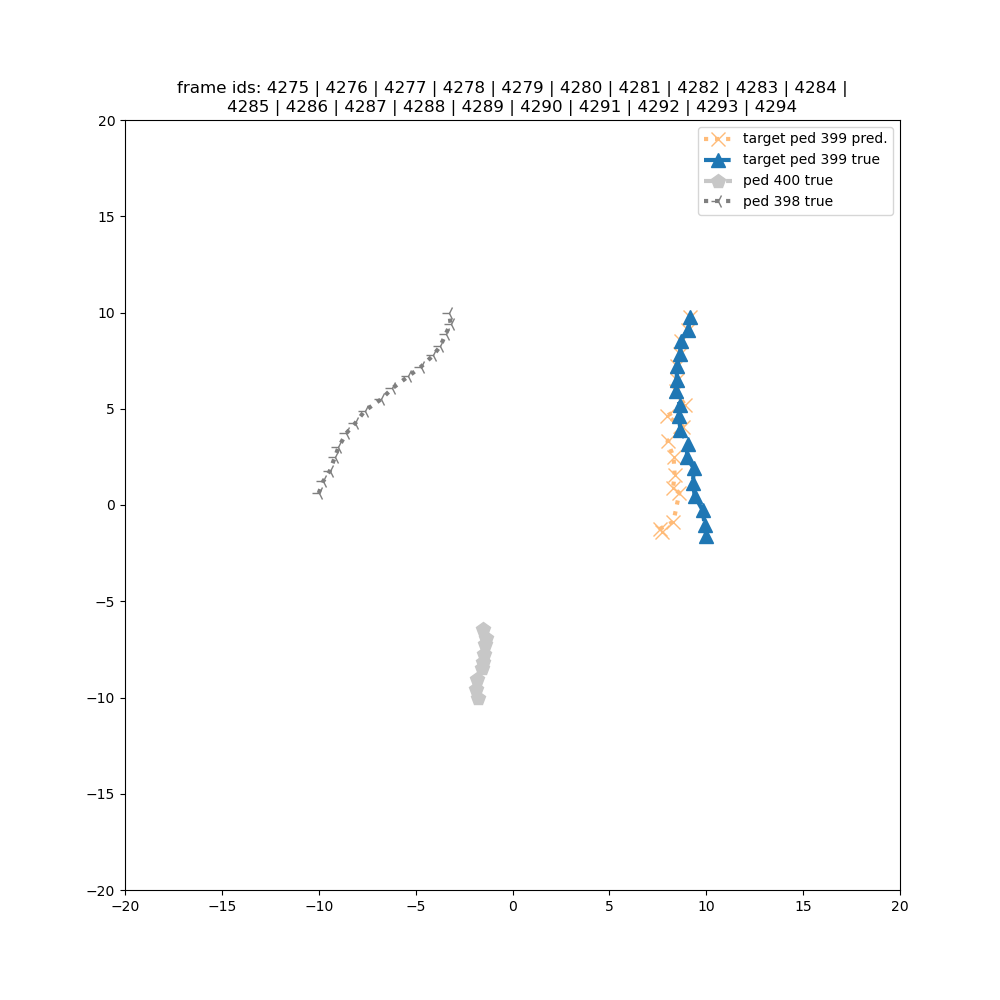 frame ids: 4275 | 4276 | 4277 | 4278 | 4279 | 4280 | 4281 | 4282 | 4283 | 4284 |
4285 | 4286 | 4287 | 4288 | 4289 | 4290 | 4291 | 4292 | 4293 | 4294
target ped 399 pred.
target ped 399 true
ped 400 true
ped 398 true
20
15
10
5
0
−5
−10
−15
−20
−20 −15 −10 −5 0 5 10 15 20